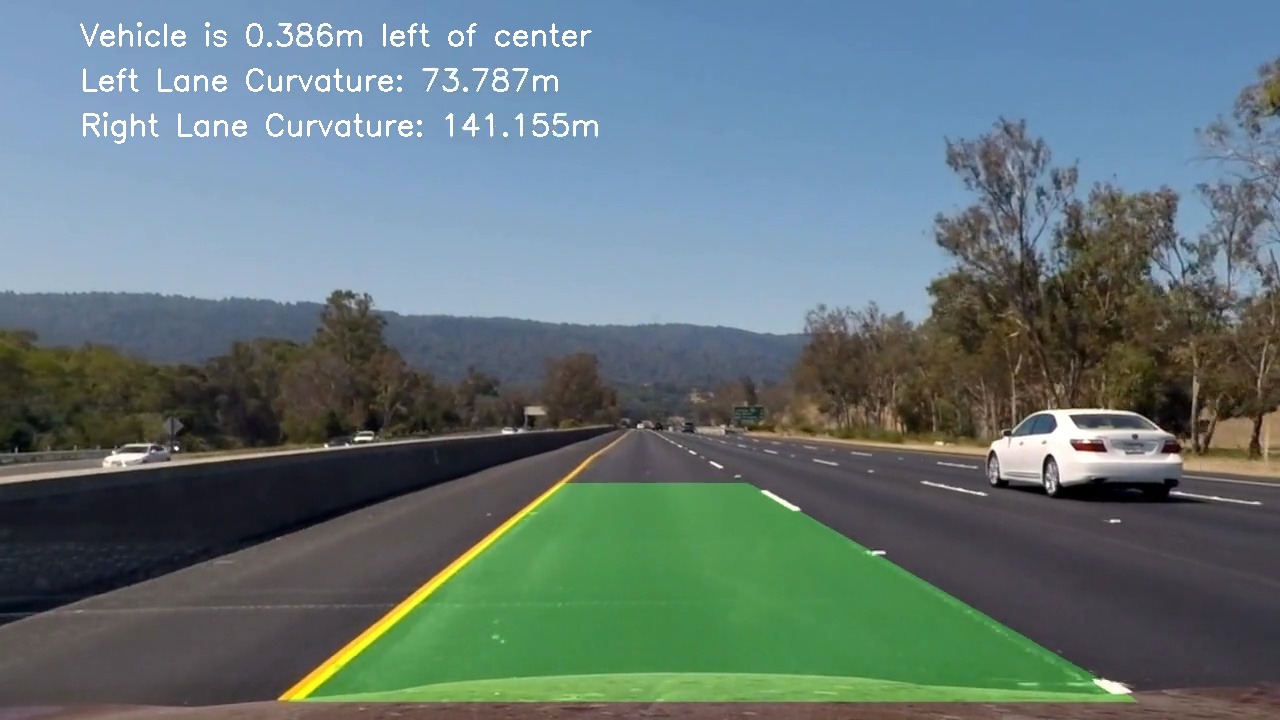 Vehicle is 0.386m left of center
Left Lane Curvature: 73.787m
Right Lane Curvature: 141.155m